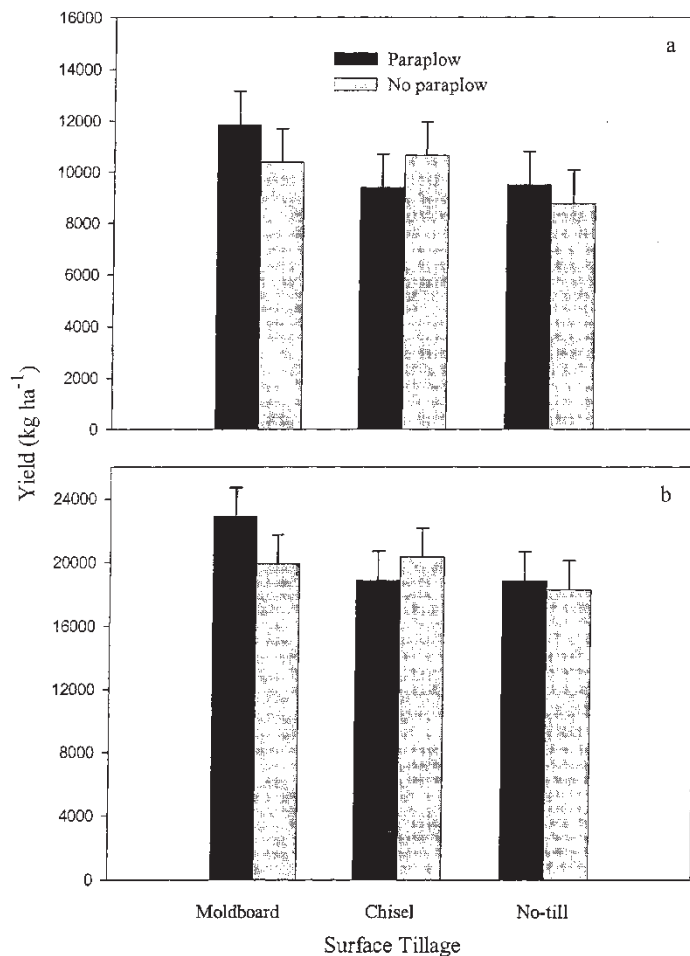 16000
a
Paraplow
No paraplow
14000
12000
10000
8000
6000
4000
2000
0
Yield (kg ha⁻¹)
b
24000
20000
16000
12000
8000
4000
0
Moldboard Chisel No-till
Surface Tillage